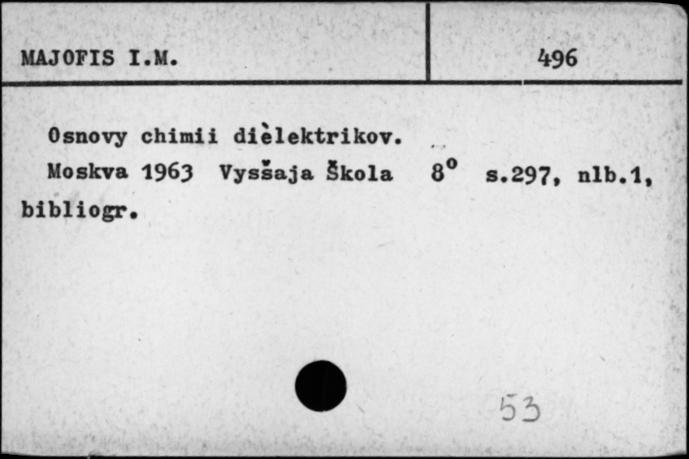 MAJOFIS I.M.
496
Osnovy chimii dièlektrikov.
Moskva 1963 Vysšaja Škola 8° s.297, nlb.1,
bibliogr.
53